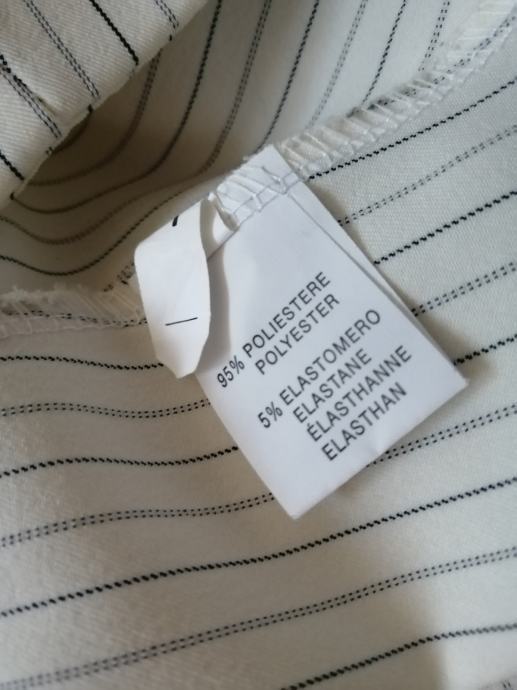 95% POLIESTERE
POLYESTER
5% ELASTOMERO
ELASTANE
ÉLASTHANNE
ELASTHAN